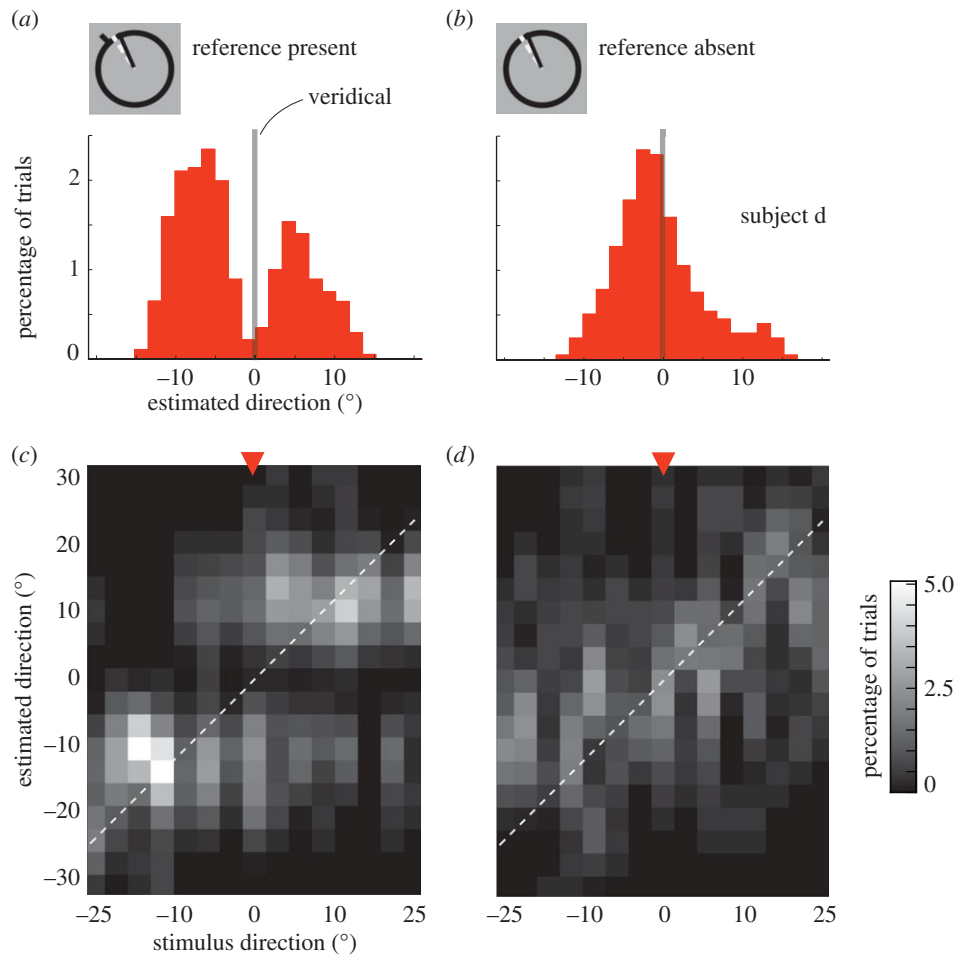 (a)
reference present
veridical
percentage of trials
2
1
0
−10 0 10
estimated direction (°)
(b)
reference absent
subject d
−10 0 10
(c)
estimated direction (°)
30
20
10
0
−10
−20
−30
−25 −10 0 10 25
stimulus direction (°)
(d)
−25 −10 0 10 25
percentage of trials
5.0
2.5
0